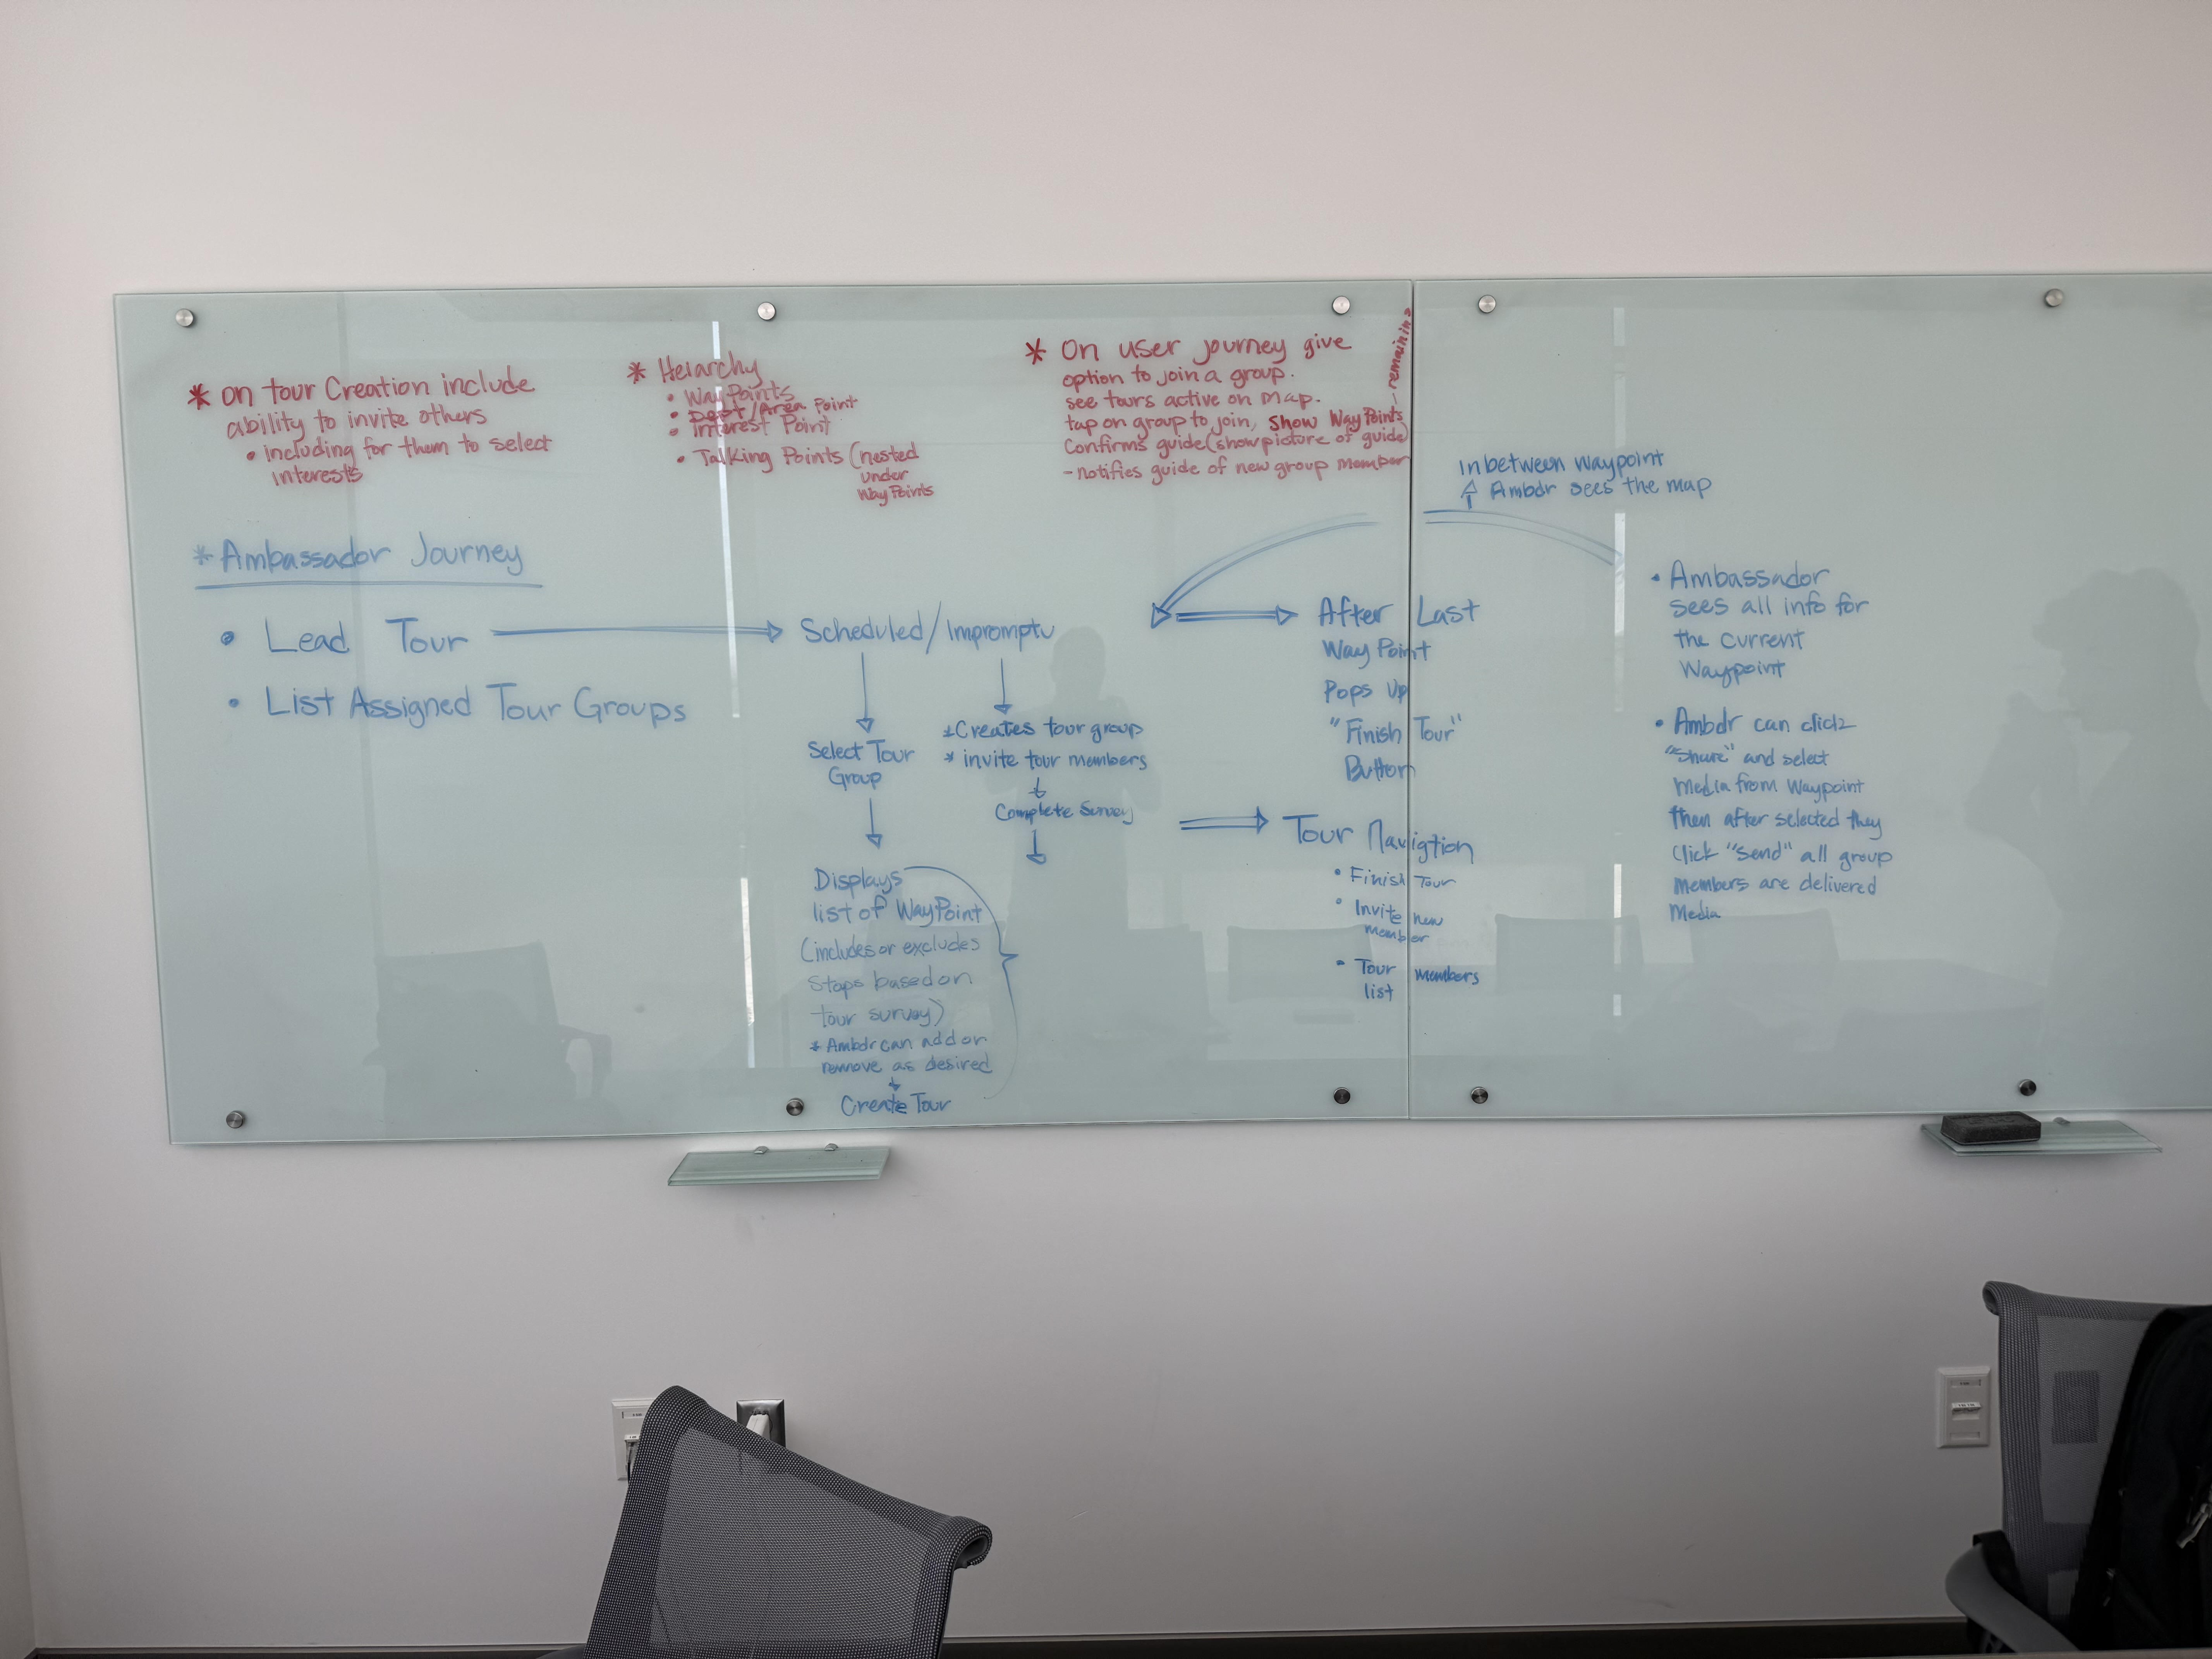 * On tour Creation include
ability to invite others
• Including for them to select
interests
* Heiarchy
• WayPoints
• Dept/Area Point
• Interest Point
• Talking Points (nested
under
WayPoints
* On user journey give
option to join a group.
see tours active on map.
tap on group to join, Show WayPoints - remaining
Confirms guide (show picture of guide)
- notifies guide of new group member
In between waypoint
Ambdr sees the map
* Ambassador Journey
• Lead Tour
• List Assigned Tour Groups
Scheduled/Impromptu
Select Tour
Group
Displays
list of WayPoint
(includes or excludes
Stops based on
tour survey)
* Ambdr can add or
remove as desired
Create Tour
*Creates tour group
* invite tour members
Complete Survey
After Last
Way Point
Pops Up
"Finish Tour"
Button
Tour Navigtion
• Finish Tour
• Invite new
member
• Tour members
list
• Ambassador
sees all info for
the current
Waypoint
• Ambdr can click
"Share" and select
Media from Waypoint
then after selected they
Click "Send" all group
members are delivered
Media